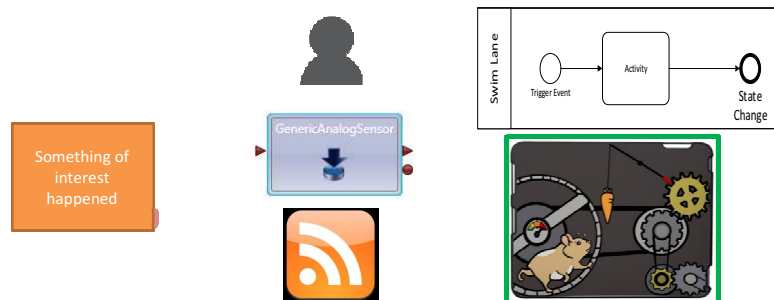 Something of
interest
happened
GenericAnalogSensor
Swim Lane
Trigger Event
Activity
State
Change